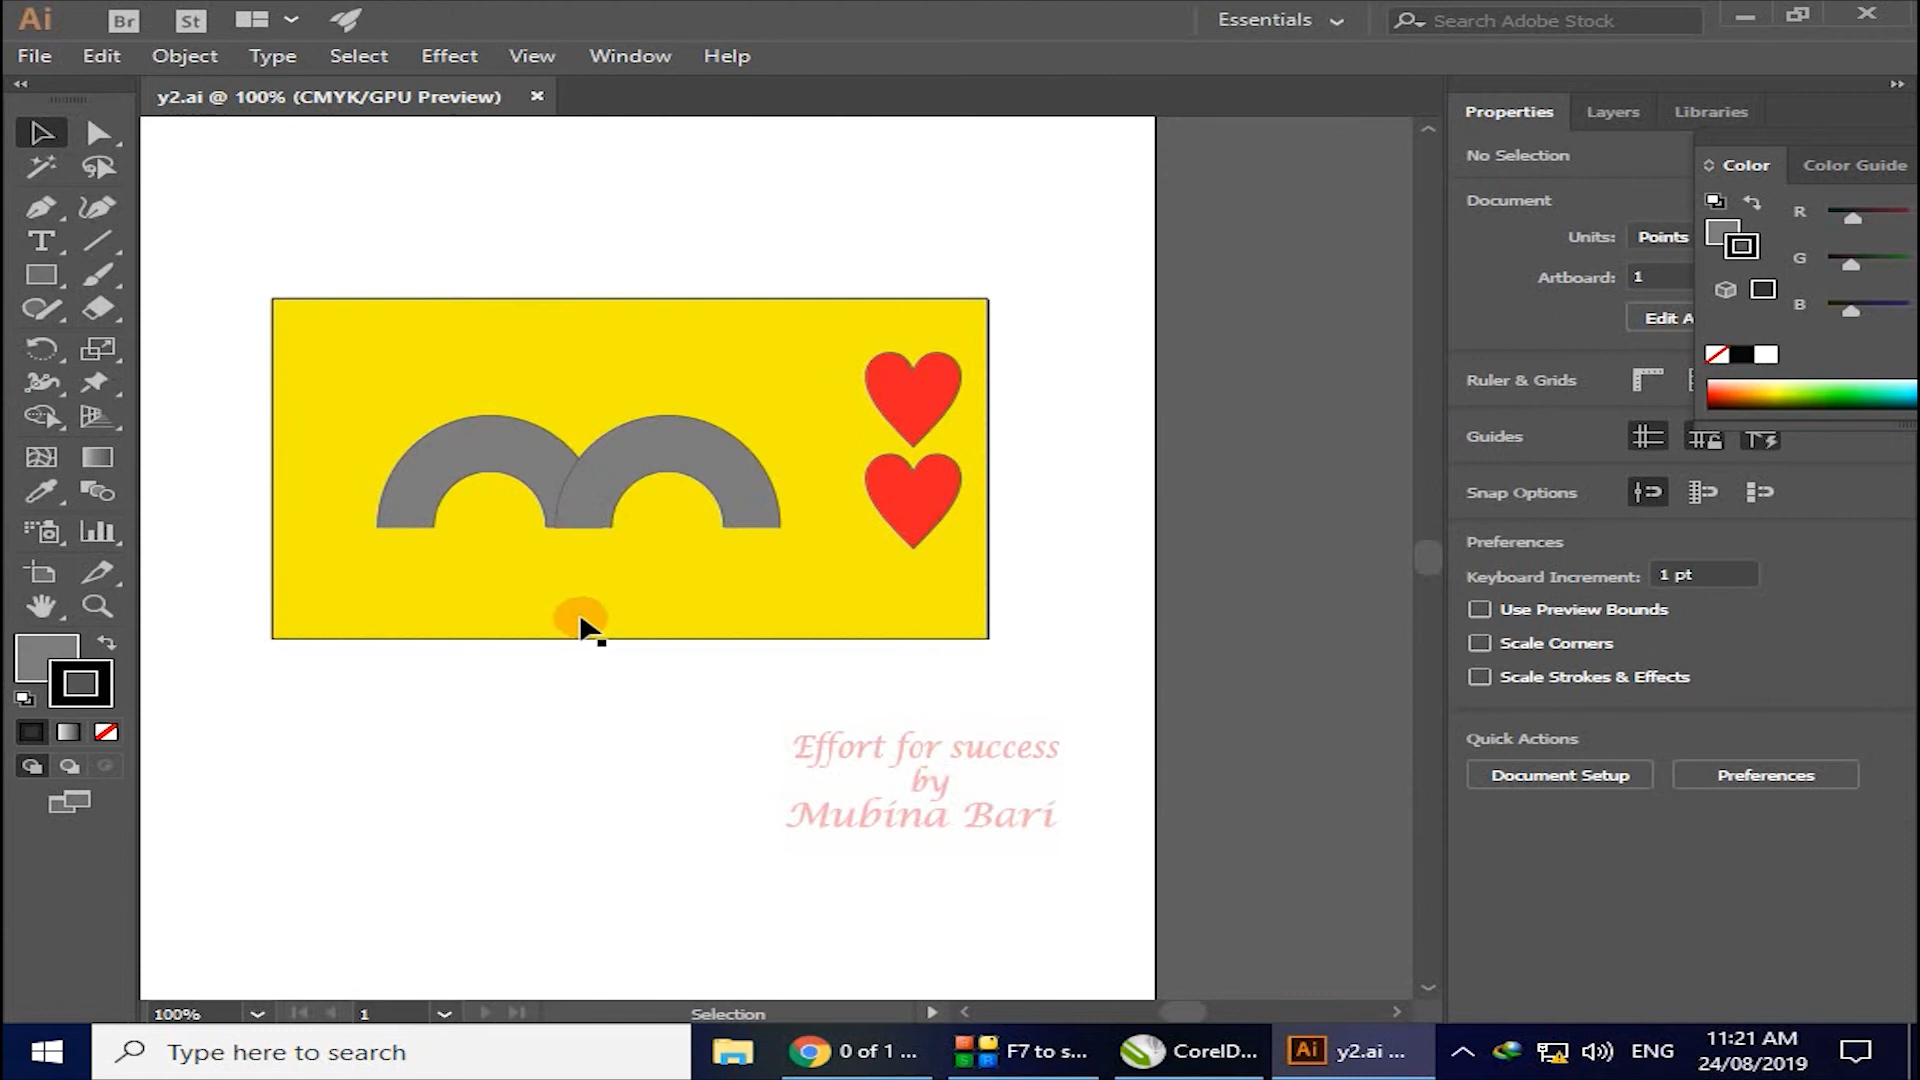 Ai Br St Essentials Search Adobe Stock
File Edit Object Type Select Effect View Window Help
y2.ai @ 100% (CMYK/GPU Preview)
Properties Layers Libraries
No Selection
Color Color Guide
Document
R
Units: Points
G
Artboard: 1
B
Edit A
Ruler & Grids
Guides
Snap Options
Preferences
Keyboard Increment: 1 pt
Use Preview Bounds
Scale Corners
Scale Strokes & Effects
Quick Actions
Document Setup Preferences
Effort for success
by
Mubina Bari
100% 1 Selection
Type here to search 0 of 1 ... F7 to s... CorelD... Ai y2.ai ... ENG
11:21 AM
24/08/2019